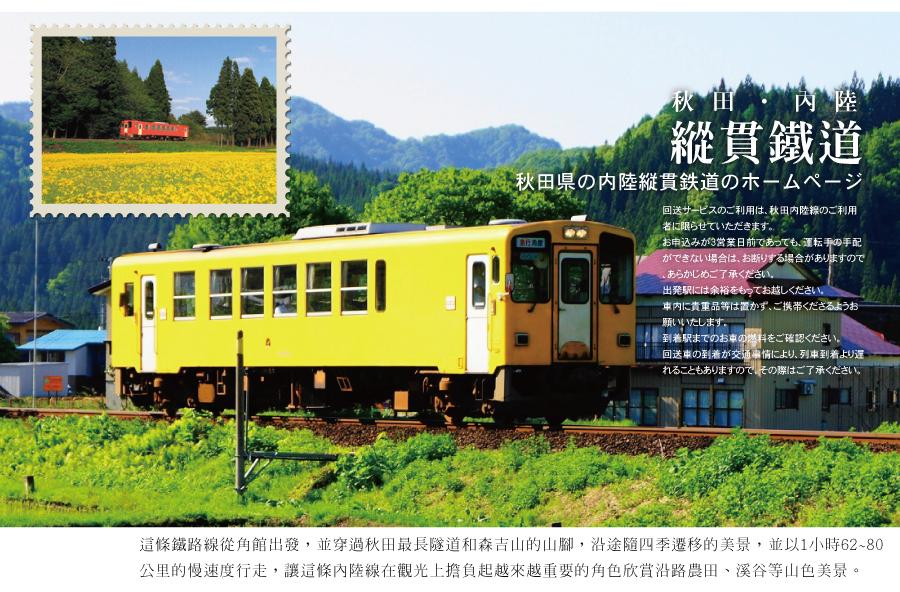 秋田・內陸
縱貫鐵道
秋田県の内陸縦貫鉄道のホームページ
回送サービスのご利用は、秋田内陸線のご利用
者に限らせていただきます。
お申込みが3営業日前であっても、運転手の手配
ができない場合は、お断りする場合がありますので
、あらかじめご了承ください。
出発駅には余裕をもってお越しください。
車内に貴重品等は置かず、ご携帯くださるようお
願いいたします。
到着駅までのお車の燃料をご確認ください。
回送車の到着が交通事情により、列車到着より遅
れることもありますので、その際はご了承ください。
急行 角館
這條鐵路線從角館出發，並穿過秋田最長隧道和森吉山的山腳，沿途隨四季遷移的美景，並以1小時62~80
公里的慢速度行走，讓這條內陸線在觀光上擔負起越來越重要的角色欣賞沿路農田、溪谷等山色美景。